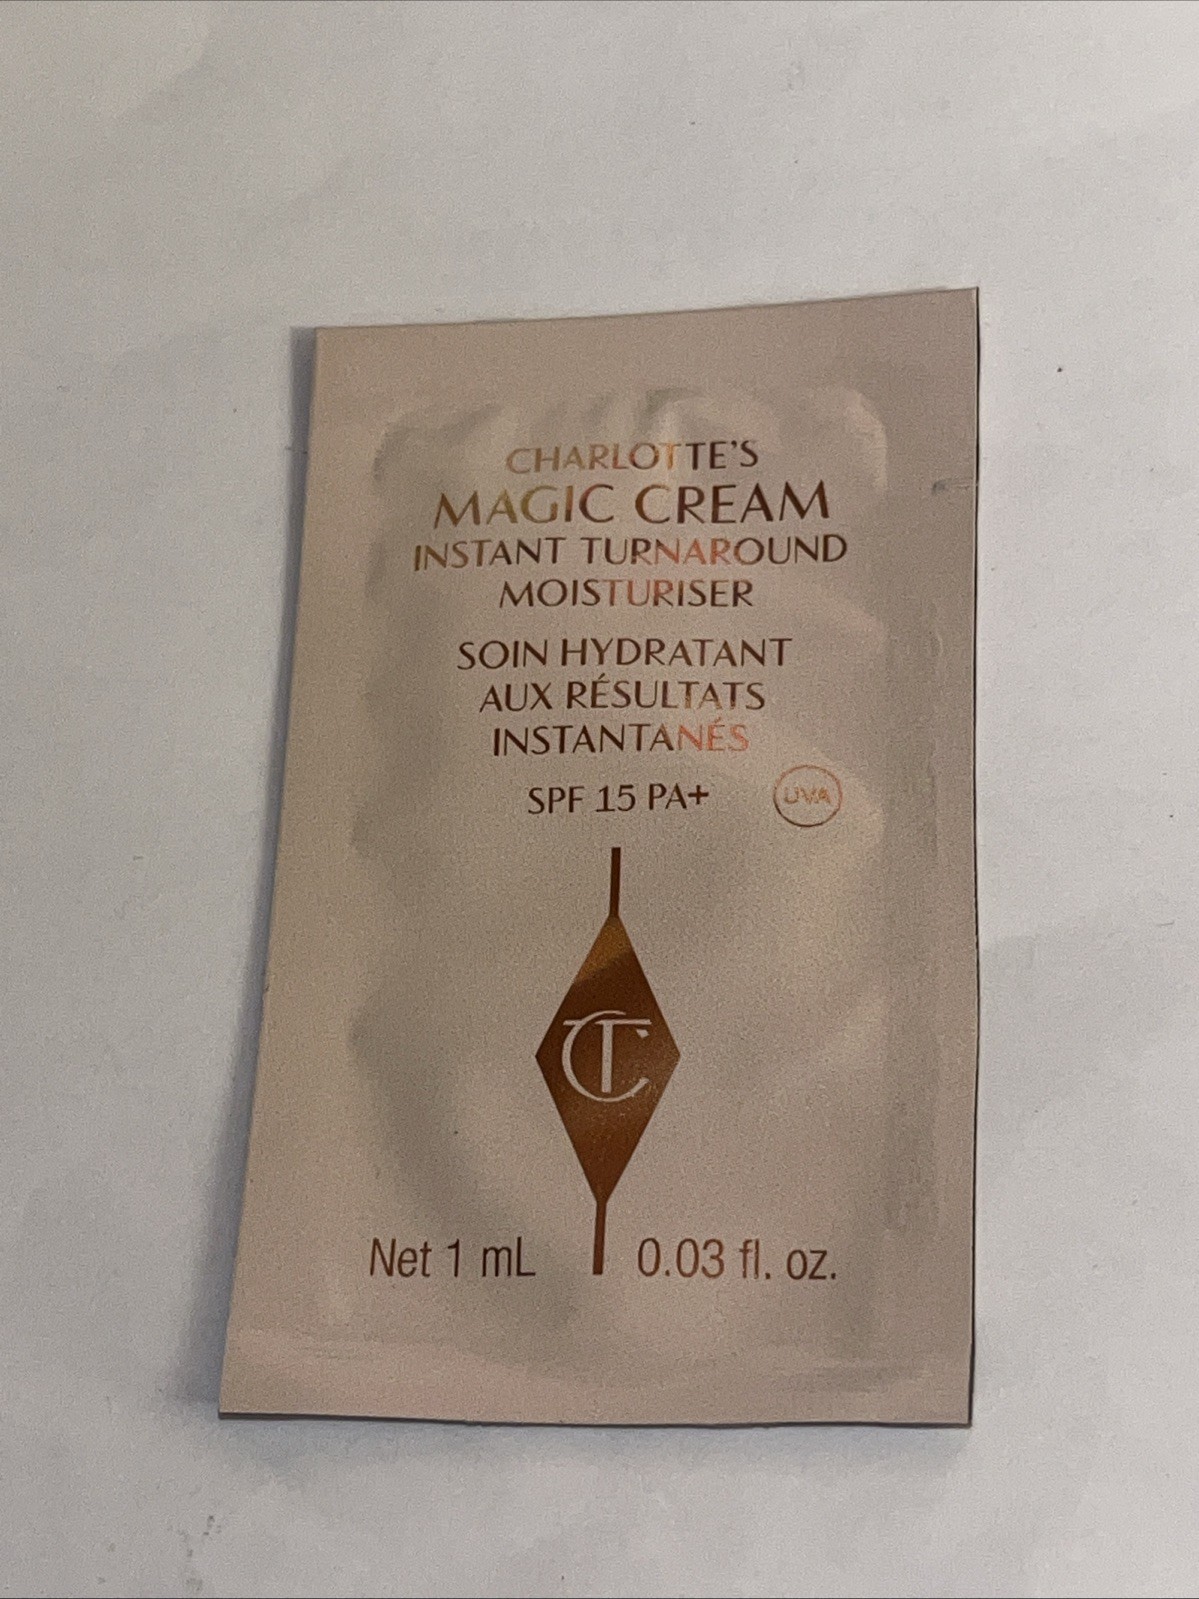 CHARLOTTE'S
MAGIC CREAM
INSTANT TURNAROUND
MOISTURISER
SOIN HYDRATANT
AUX RÉSULTATS
INSTANTANÉS
SPF 15 PA+ UVA
CT
Net 1 mL 0.03 fl. oz.